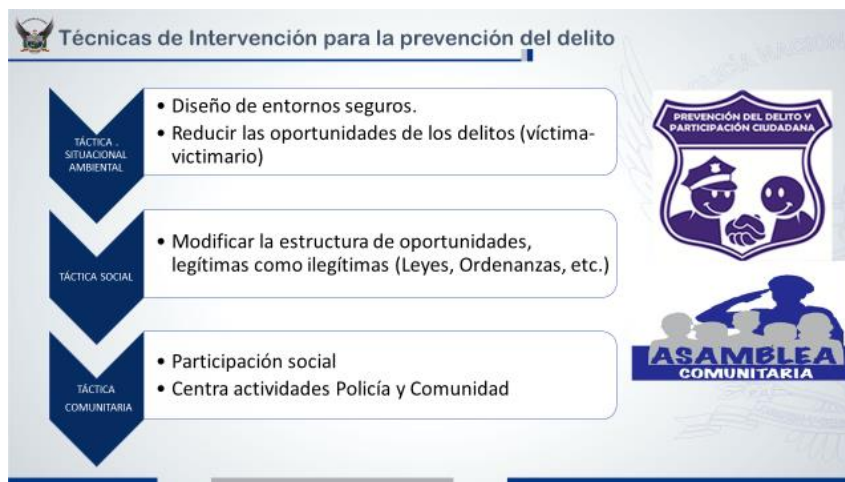 Técnicas de Intervención para la prevención del delito
TÁCTICA .
SITUACIONAL
AMBIENTAL
• Diseño de entornos seguros.
• Reducir las oportunidades de los delitos (víctima-
victimario)
TÁCTICA SOCIAL
• Modificar la estructura de oportunidades,
legítimas como ilegítimas (Leyes, Ordenanzas, etc.)
TÁCTICA
COMUNITARIA
• Participación social
• Centra actividades Policía y Comunidad
PREVENCIÓN DEL DELITO Y
PARTICIPACIÓN CIUDADANA
ASAMBLEA
COMUNITARIA